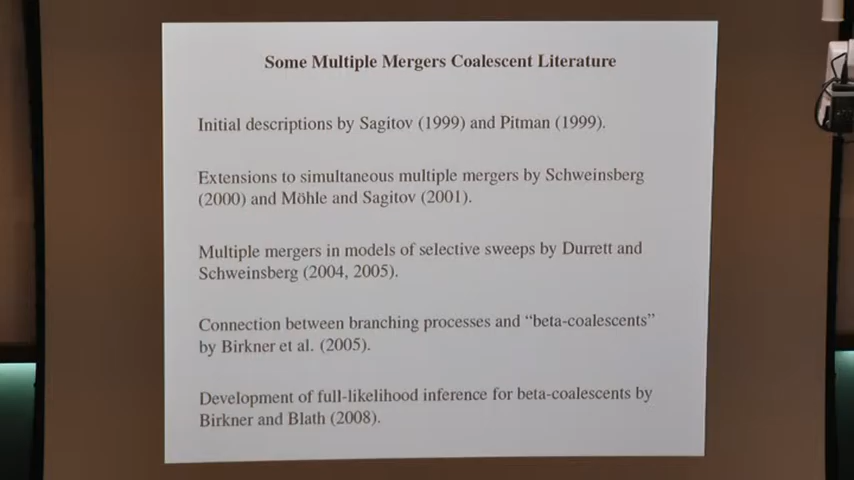 Some Multiple Mergers Coalescent Literature
Initial descriptions by Sagitov (1999) and Pitman (1999).
Extensions to simultaneous multiple mergers by Schweinsberg
(2000) and Möhle and Sagitov (2001).
Multiple mergers in models of selective sweeps by Durrett and
Schweinsberg (2004, 2005).
Connection between branching processes and “beta-coalescents”
by Birkner et al. (2005).
Development of full-likelihood inference for beta-coalescents by
Birkner and Blath (2008).